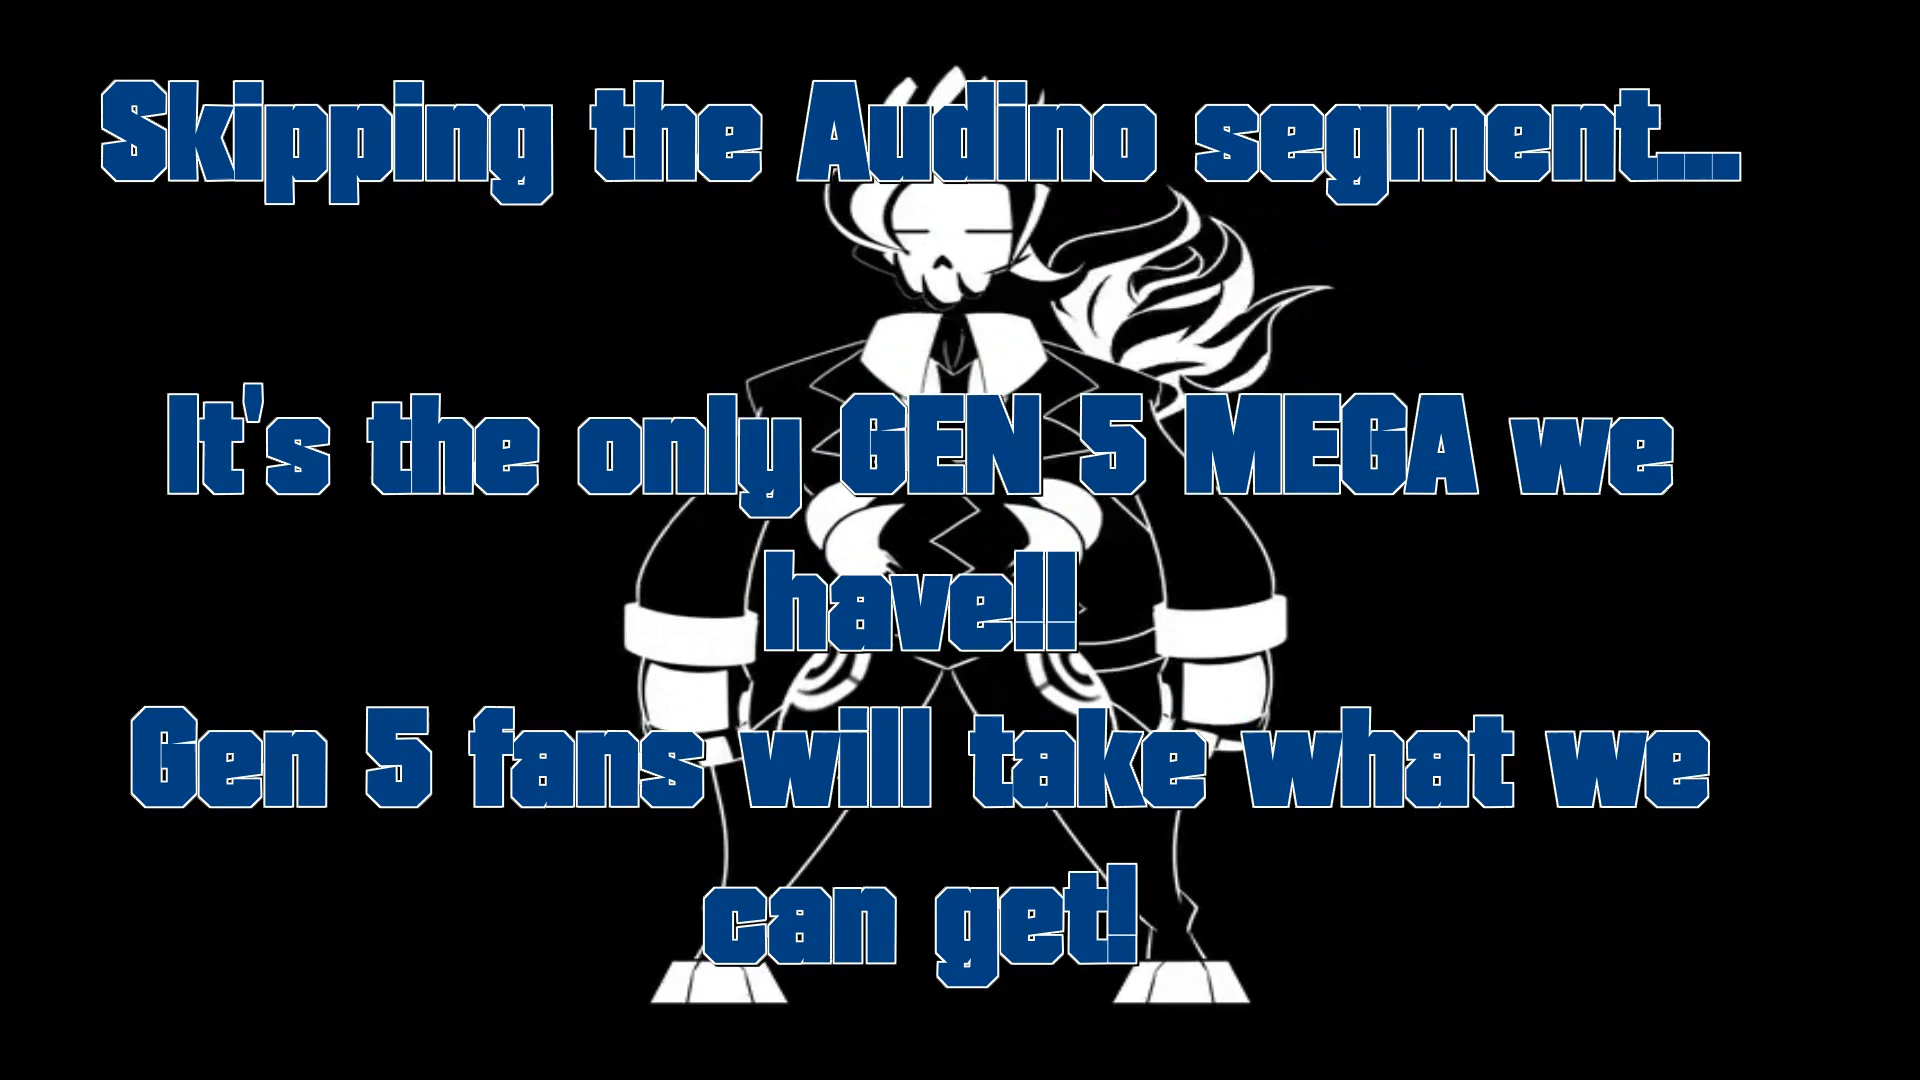 Skipping the Audino segment...
It's the only GEN 5 MEGA we
have!!
Gen 5 fans will take what we
can get!